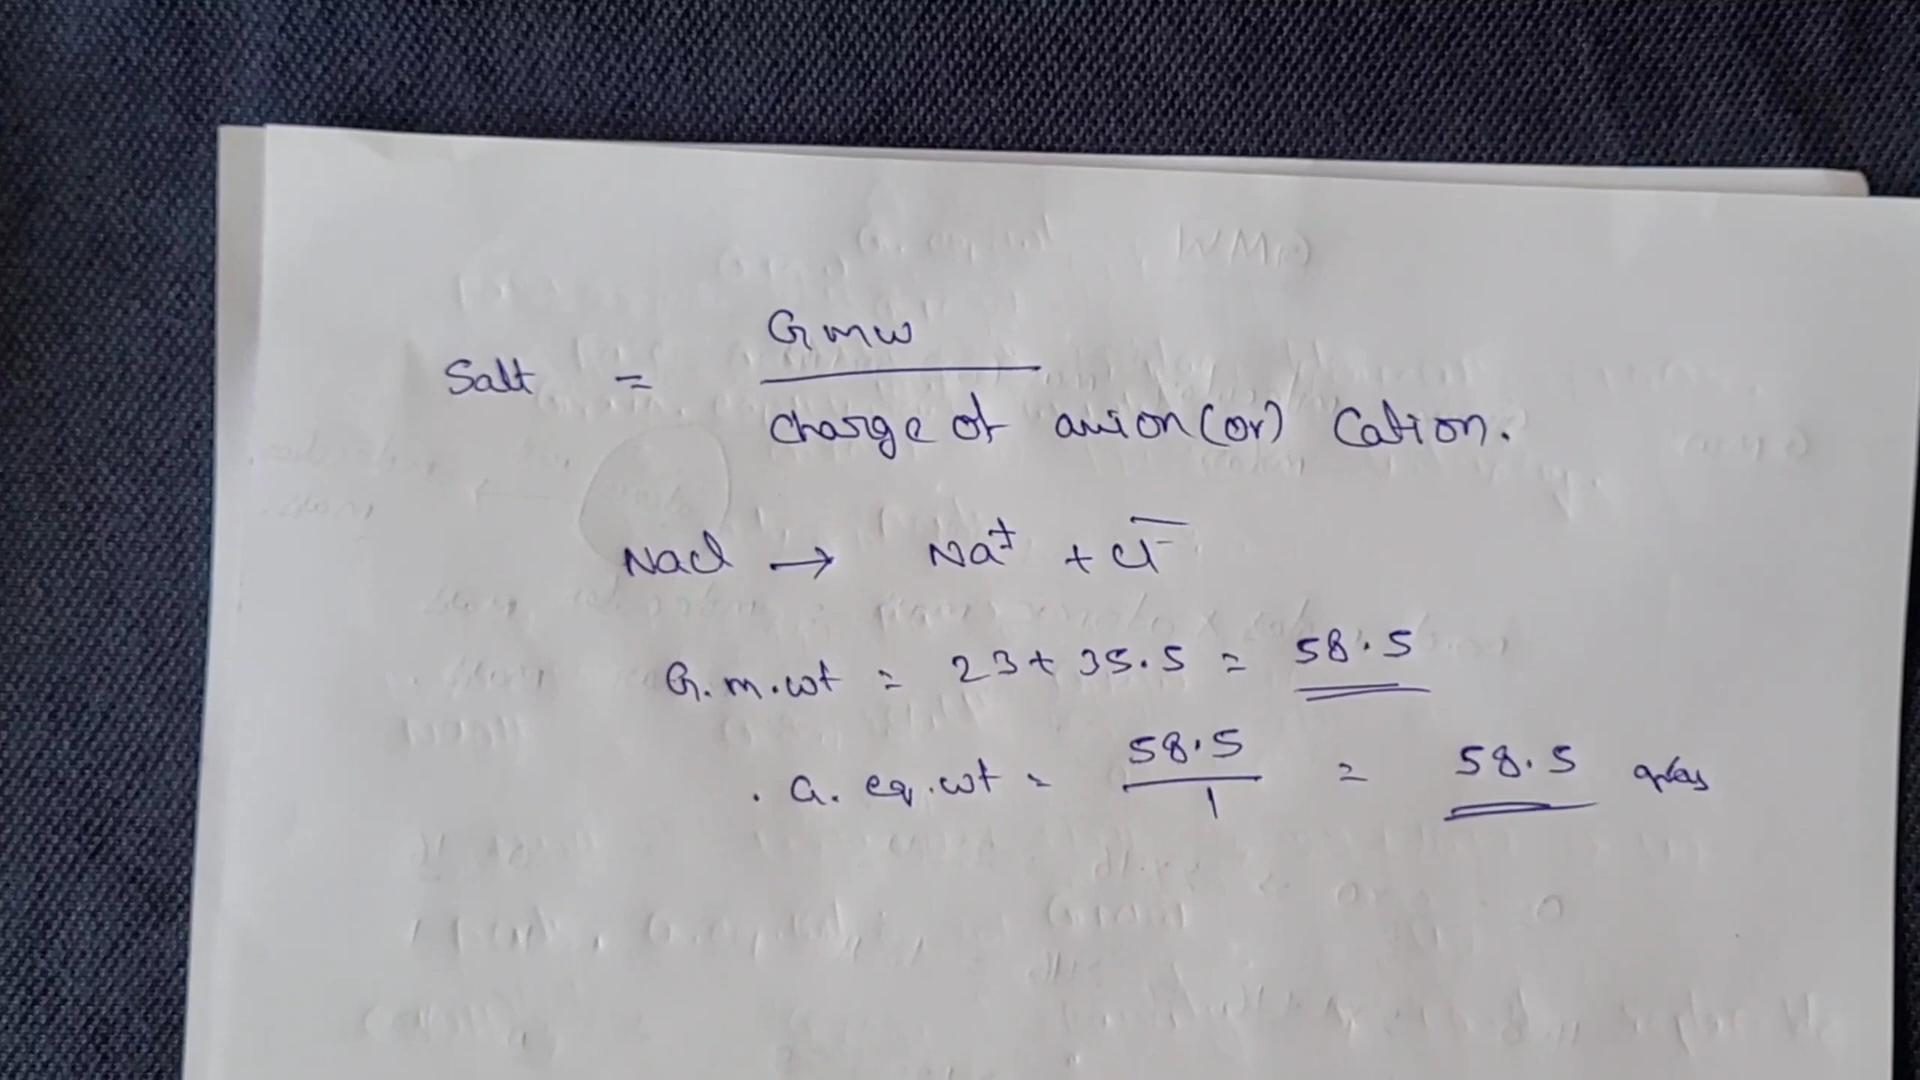 GMW
Salt =
charge of anion (or) Cation.
NaCl → Na⁺ + Cl⁻
G.m.wt = 23 + 35.5 = 58.5
. G. eq.wt = 58.5 / 1 = 58.5